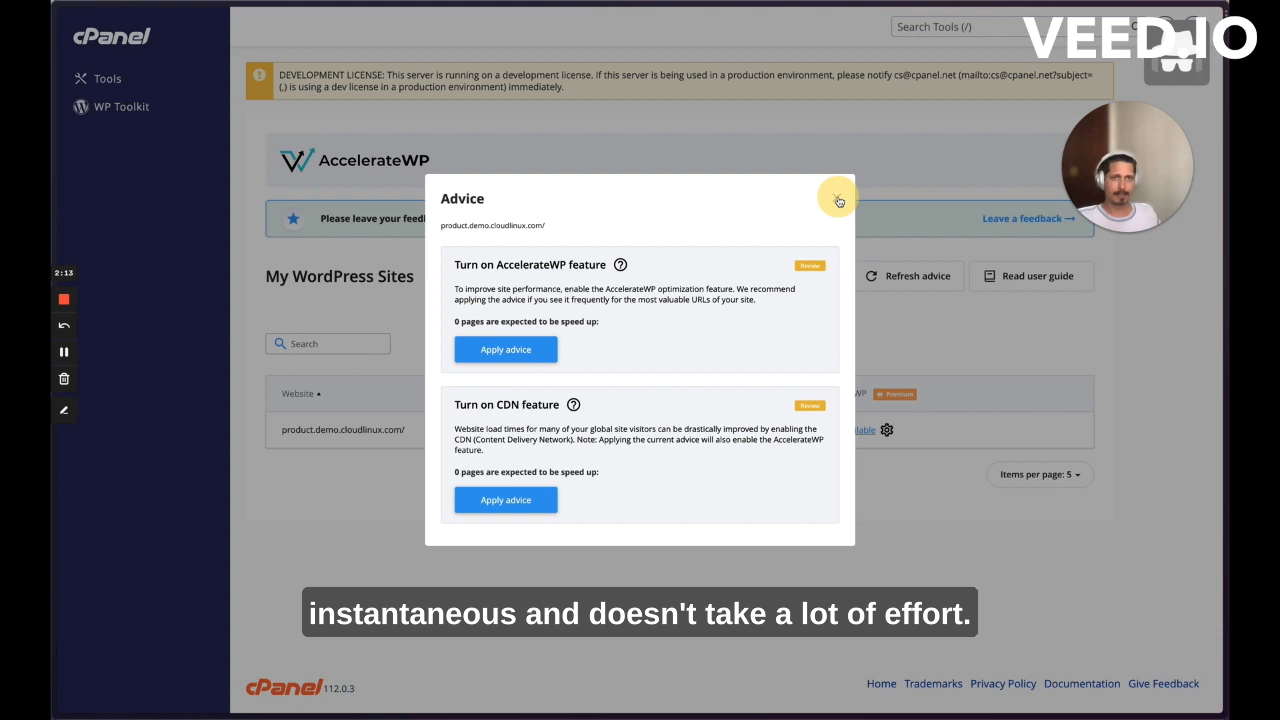 cPanel
Search Tools (/)
VEED.IO
Tools
WP Toolkit
DEVELOPMENT LICENSE: This server is running on a development license. If this server is being used in a production environment, please notify cs@cpanel.net (mailto:cs@cpanel.net?subject=
(,) is using a dev license in a production environment) immediately.
AccelerateWP
Advice
product.demo.cloudlinux.com/
Please leave your feed
Leave a feedback →
Turn on AccelerateWP feature
Review
To improve site performance, enable the AccelerateWP optimization feature. We recommend
applying the advice if you see it frequently for the most valuable URLs of your site.
0 pages are expected to be speed up:
Apply advice
2:13
My WordPress Sites
Refresh advice
Read user guide
Search
Website
WP
Premium
product.demo.cloudlinux.com/
Turn on CDN feature
Review
Website load times for many of your global site visitors can be drastically improved by enabling the
CDN (Content Delivery Network). Note: Applying the current advice will also enable the AccelerateWP
feature.
0 pages are expected to be speed up:
Apply advice
Items per page: 5
instantaneous and doesn't take a lot of effort.
cPanel 112.0.3
Home Trademarks Privacy Policy Documentation Give Feedback